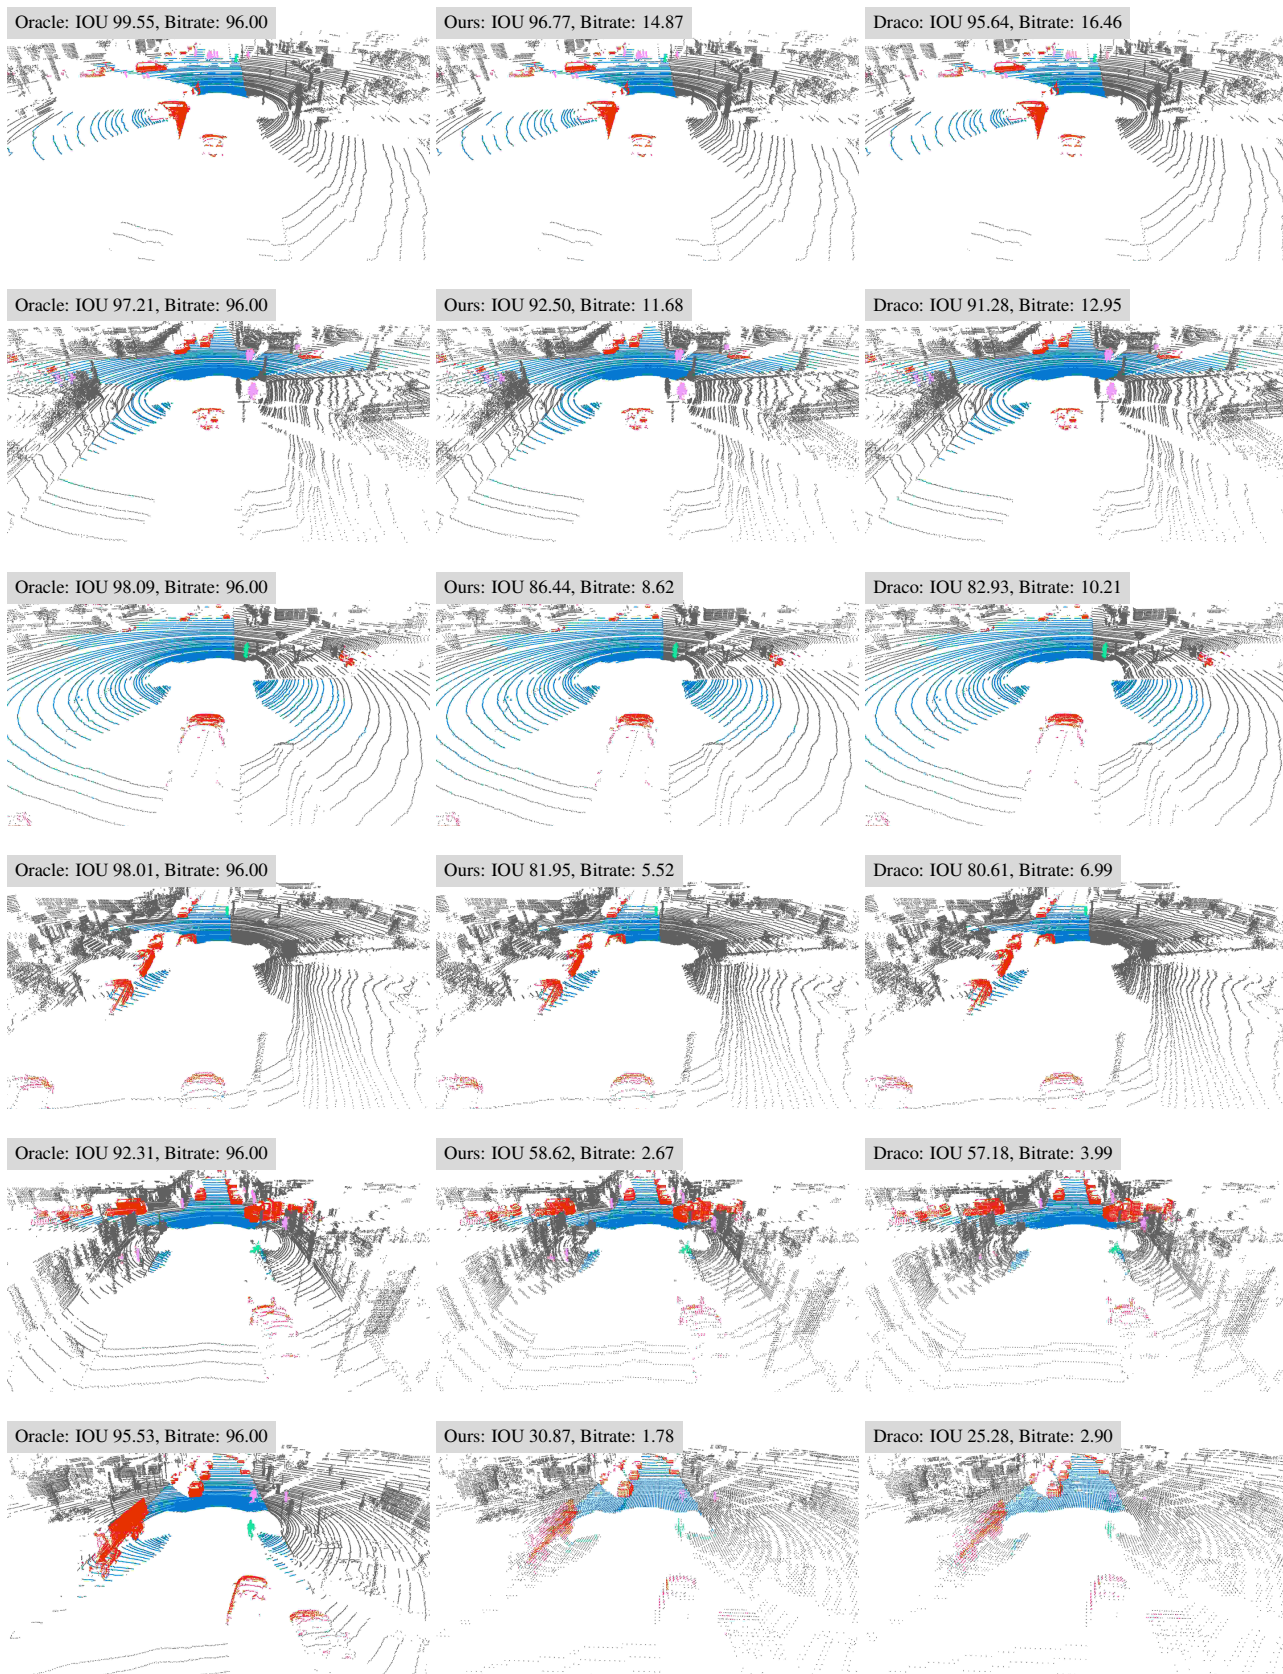 Oracle: IOU 99.55, Bitrate: 96.00
Ours: IOU 96.77, Bitrate: 14.87
Draco: IOU 95.64, Bitrate: 16.46
Oracle: IOU 97.21, Bitrate: 96.00
Ours: IOU 92.50, Bitrate: 11.68
Draco: IOU 91.28, Bitrate: 12.95
Oracle: IOU 98.09, Bitrate: 96.00
Ours: IOU 86.44, Bitrate: 8.62
Draco: IOU 82.93, Bitrate: 10.21
Oracle: IOU 98.01, Bitrate: 96.00
Ours: IOU 81.95, Bitrate: 5.52
Draco: IOU 80.61, Bitrate: 6.99
Oracle: IOU 92.31, Bitrate: 96.00
Ours: IOU 58.62, Bitrate: 2.67
Draco: IOU 57.18, Bitrate: 3.99
Oracle: IOU 95.53, Bitrate: 96.00
Ours: IOU 30.87, Bitrate: 1.78
Draco: IOU 25.28, Bitrate: 2.90